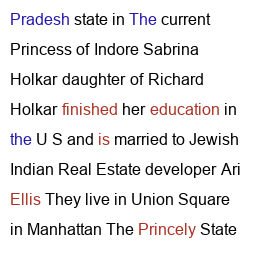 Pradesh state in The current
Princess of Indore Sabrina
Holkar daughter of Richard
Holkar finished her education in
the U S and is married to Jewish
Indian Real Estate developer Ari
Ellis They live in Union Square
in Manhattan The Princely State